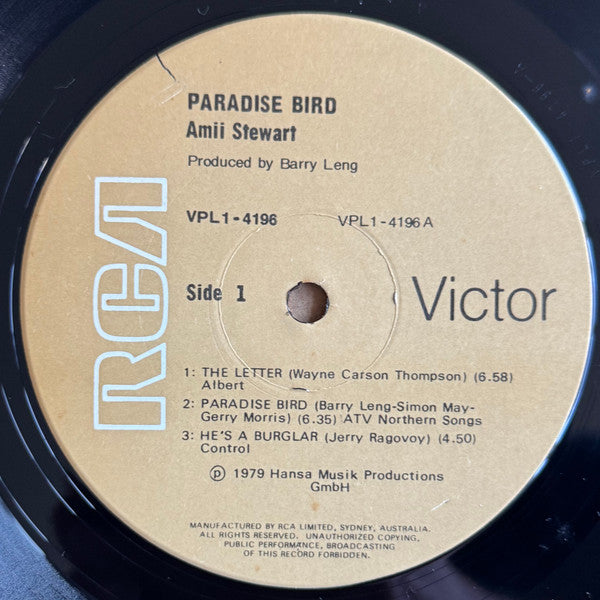 PARADISE BIRD
Amii Stewart
Produced by Barry Leng
VPL1-4196 VPL1-4196 A
RCA
Side 1
Victor
1: THE LETTER (Wayne Carson Thompson) (6.58)
Albert
2: PARADISE BIRD (Barry Leng-Simon May-
Gerry Morris) (6.35) ATV Northern Songs
3: HE'S A BURGLAR (Jerry Ragovoy) (4.50)
Control
℗ 1979 Hansa Musik Productions
GmbH
MANUFACTURED BY RCA LIMITED, SYDNEY, AUSTRALIA.
ALL RIGHTS RESERVED. UNAUTHORIZED COPYING,
PUBLIC PERFORMANCE, BROADCASTING
OF THIS RECORD FORBIDDEN.